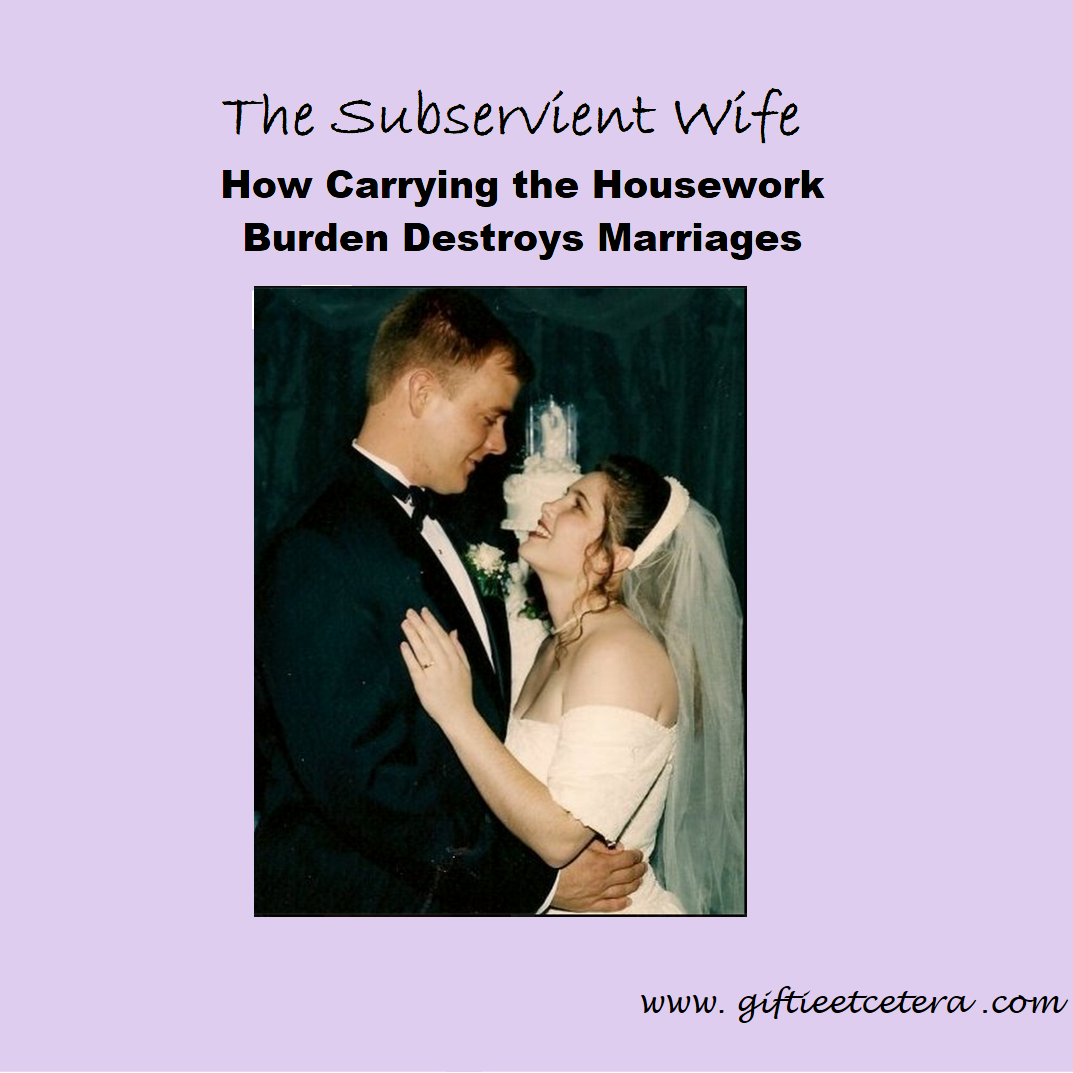 The Subservient Wife
How Carrying the Housework
Burden Destroys Marriages
www. giftieetcetera .com